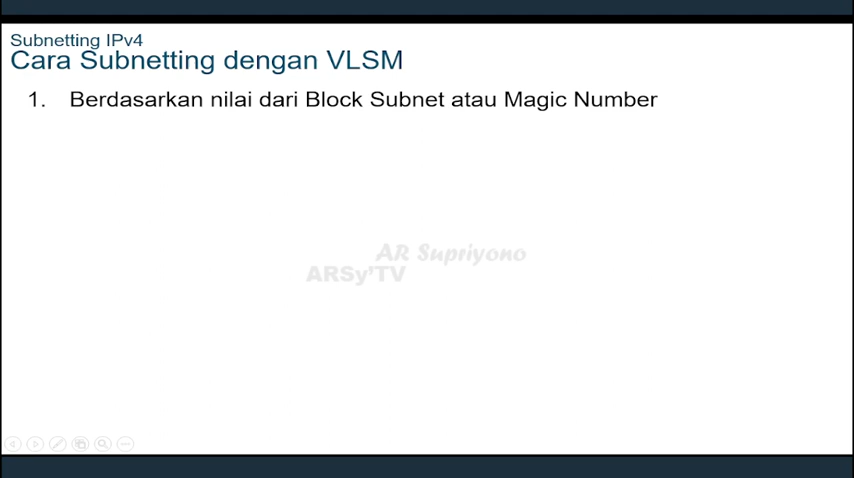 Subnetting IPv4
Cara Subnetting dengan VLSM
1. Berdasarkan nilai dari Block Subnet atau Magic Number
AR Supriyono
ARSy'TV